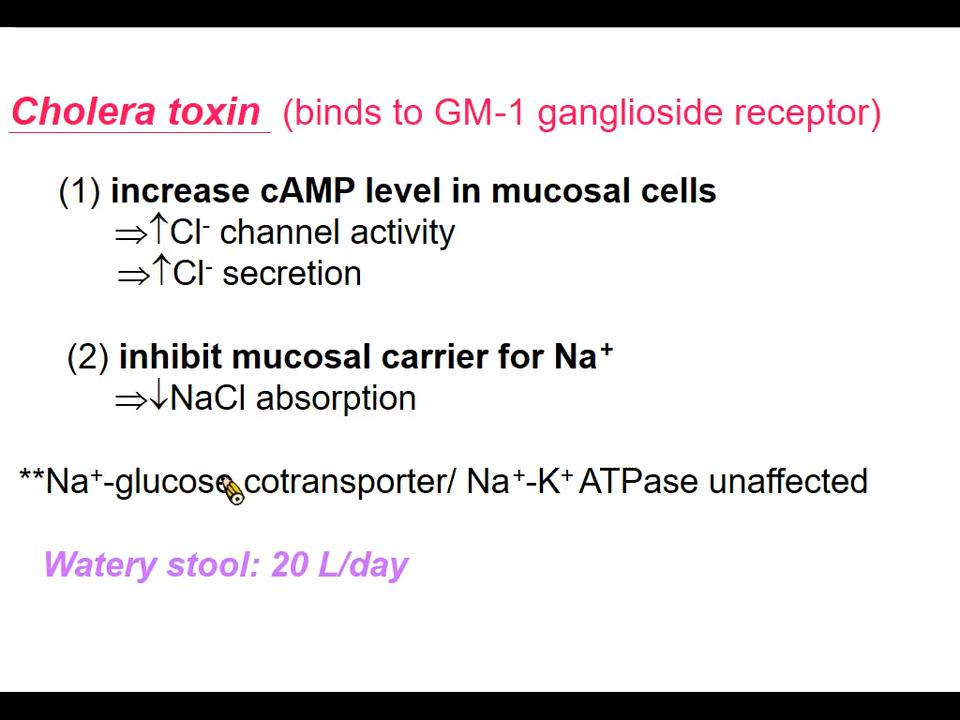 Cholera toxin (binds to GM-1 ganglioside receptor)
(1) increase cAMP level in mucosal cells
⇒↑Cl⁻ channel activity
⇒↑Cl⁻ secretion
(2) inhibit mucosal carrier for Na⁺
⇒↓NaCl absorption
**Na⁺-glucose cotransporter/ Na⁺-K⁺ ATPase unaffected
Watery stool: 20 L/day